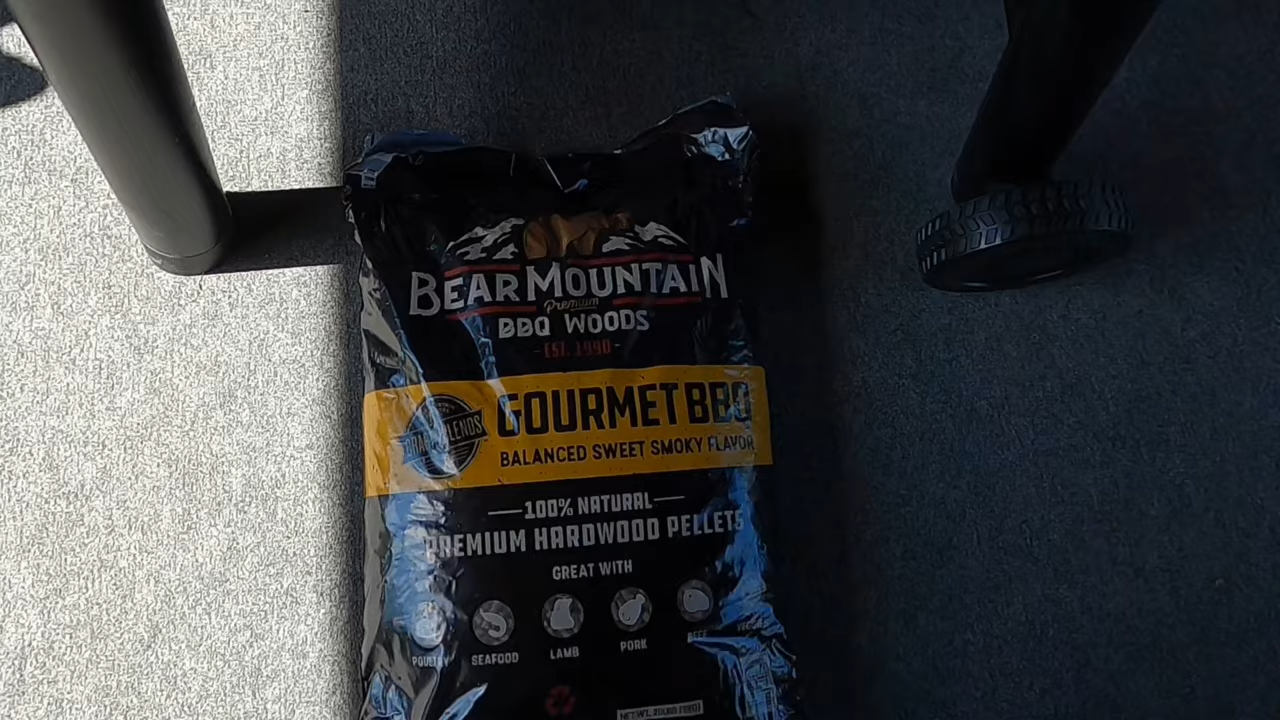 BEAR MOUNTAIN
Premium
BBQ WOODS
- EST. 1990 -
GOURMET BBQ
BALANCED SWEET SMOKY FLAVOR
100% NATURAL
PREMIUM HARDWOOD PELLETS
GREAT WITH
POULTRY SEAFOOD LAMB PORK BEEF VEGGIES